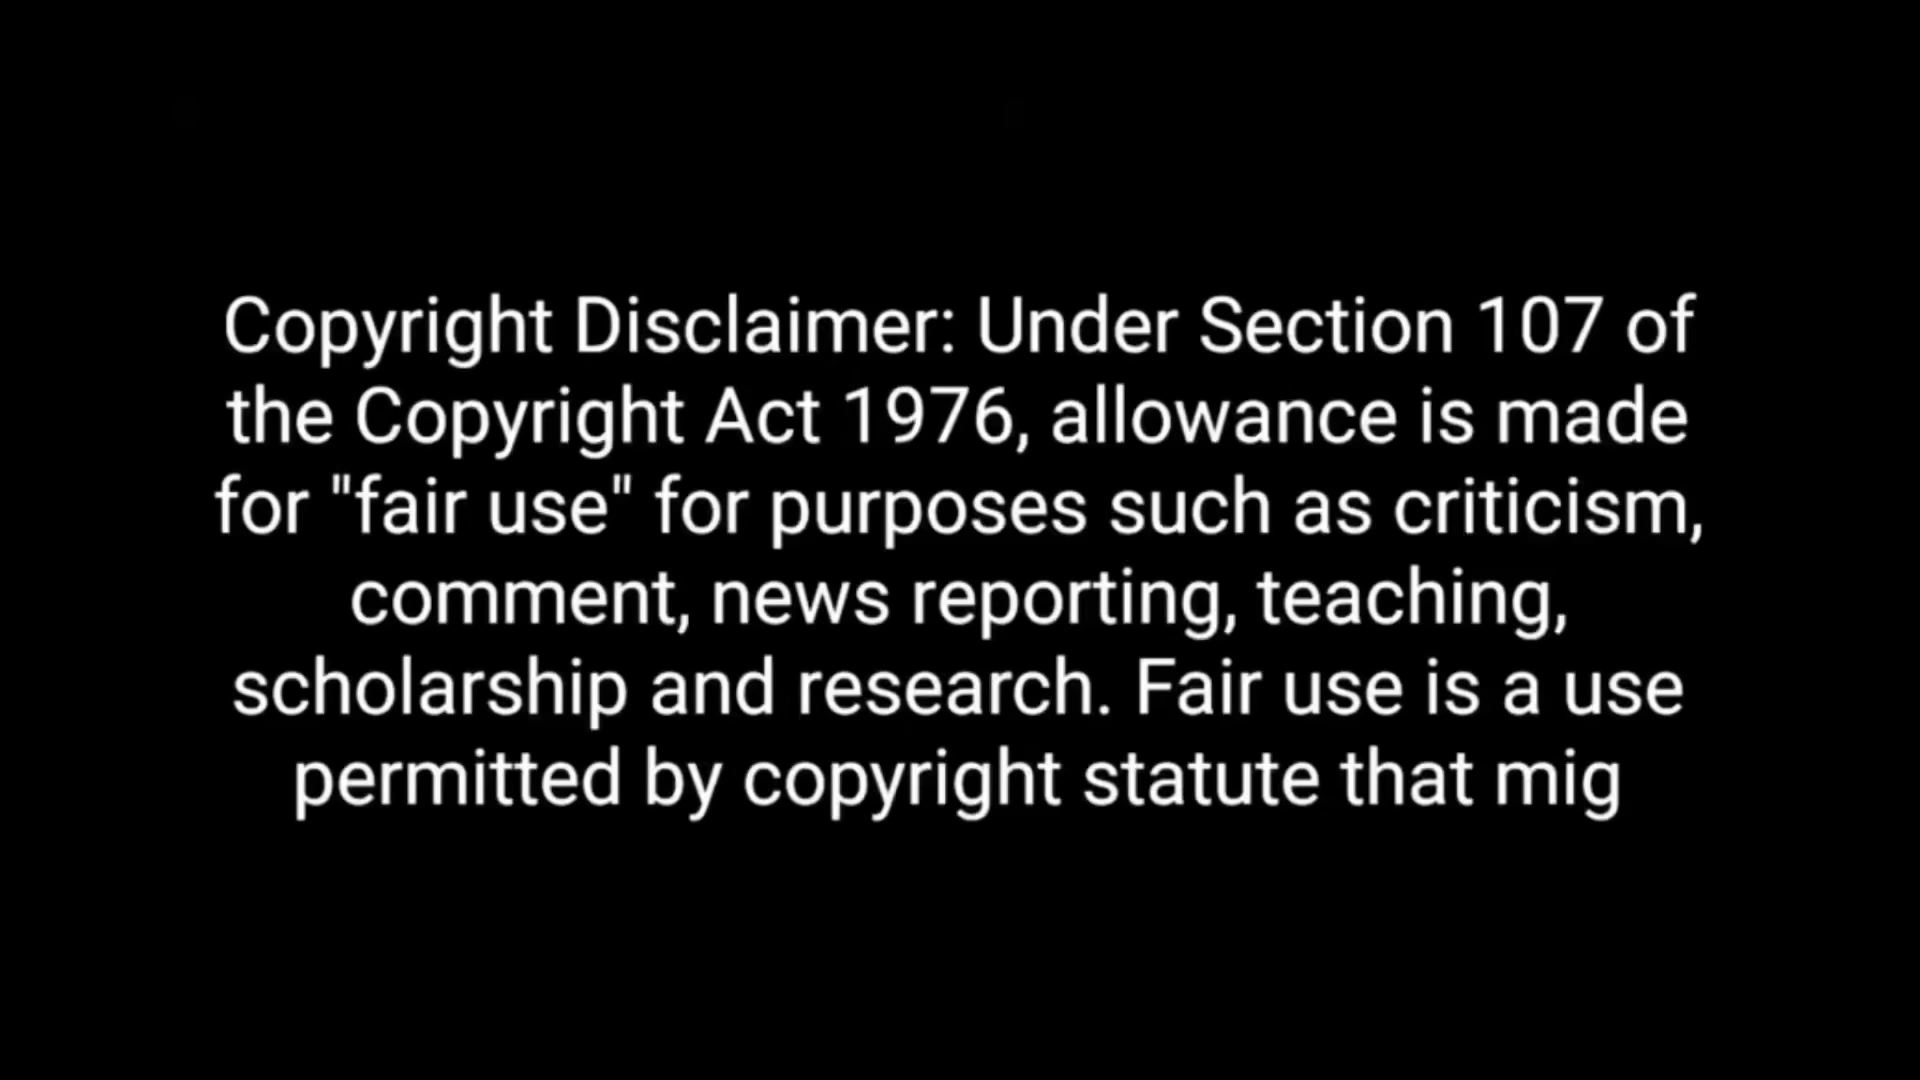 Copyright Disclaimer: Under Section 107 of
the Copyright Act 1976, allowance is made
for "fair use" for purposes such as criticism,
comment, news reporting, teaching,
scholarship and research. Fair use is a use
permitted by copyright statute that mig